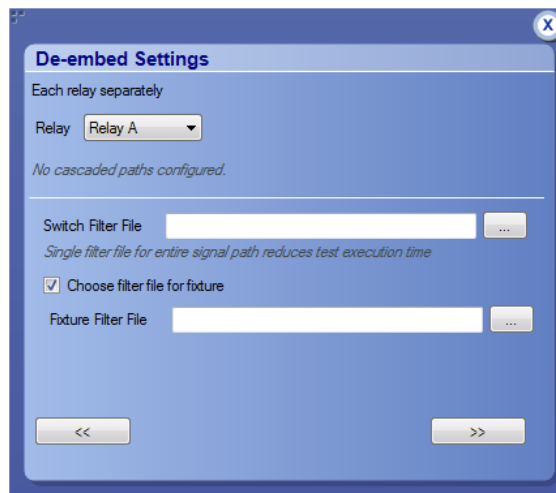 X
De-embed Settings
Each relay separately
Relay Relay A
No cascaded paths configured.
Switch Filter File ...
Single filter file for entire signal path reduces test execution time
Choose filter file for fixture
Fixture Filter File ...
<< >>